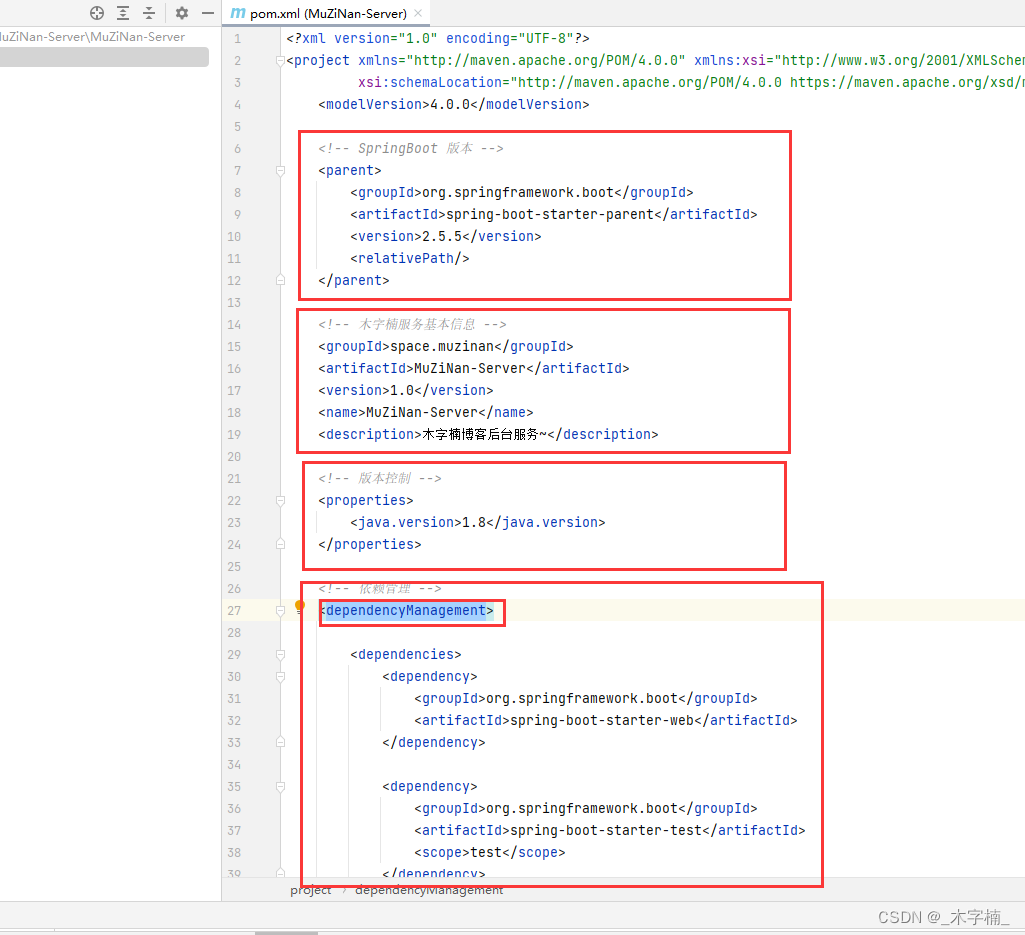 MuZiNan-Server\MuZiNan-Server
m pom.xml (MuZiNan-Server) ×
1 <?xml version="1.0" encoding="UTF-8"?>
2 <project xmlns="http://maven.apache.org/POM/4.0.0" xmlns:xsi="http://www.w3.org/2001/XMLSchem
3 xsi:schemaLocation="http://maven.apache.org/POM/4.0.0 https://maven.apache.org/xsd/m
4 <modelVersion>4.0.0</modelVersion>
5
6 <!-- SpringBoot 版本 -->
7 <parent>
8 <groupId>org.springframework.boot</groupId>
9 <artifactId>spring-boot-starter-parent</artifactId>
10 <version>2.5.5</version>
11 <relativePath/>
12 </parent>
13
14 <!-- 木字楠服务基本信息 -->
15 <groupId>space.muzinan</groupId>
16 <artifactId>MuZiNan-Server</artifactId>
17 <version>1.0</version>
18 <name>MuZiNan-Server</name>
19 <description>木字楠博客后台服务~</description>
20
21 <!-- 版本控制 -->
22 <properties>
23 <java.version>1.8</java.version>
24 </properties>
25
26 <!-- 依赖管理 -->
27 <dependencyManagement>
28
29 <dependencies>
30 <dependency>
31 <groupId>org.springframework.boot</groupId>
32 <artifactId>spring-boot-starter-web</artifactId>
33 </dependency>
34
35 <dependency>
36 <groupId>org.springframework.boot</groupId>
37 <artifactId>spring-boot-starter-test</artifactId>
38 <scope>test</scope>
39 </dependency>
project › dependencyManagement
CSDN @_木字楠_